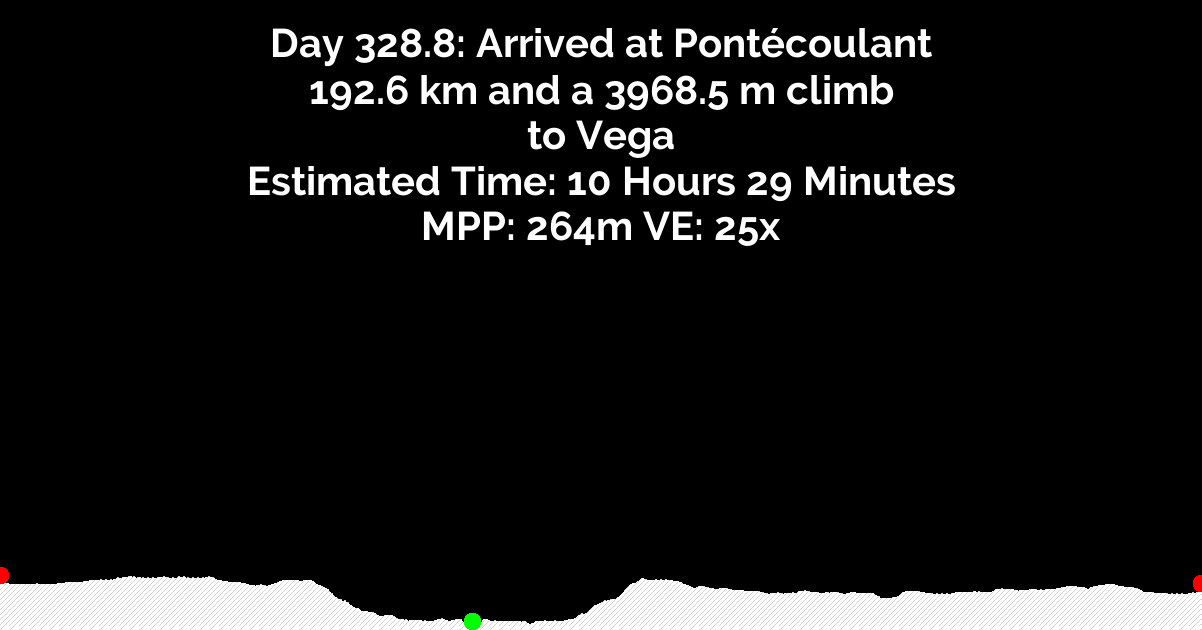 Day 328.8: Arrived at Pontécoulant
192.6 km and a 3968.5 m climb
to Vega
Estimated Time: 10 Hours 29 Minutes
MPP: 264m VE: 25x